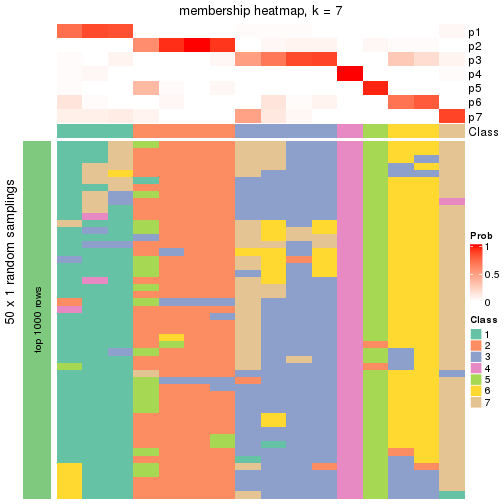 membership heatmap, k = 7
p1
p2
p3
p4
p5
p6
p7
Class
50 x 1 random samplings
top 1000 rows
Prob
1
0.5
0
Class
1
2
3
4
5
6
7